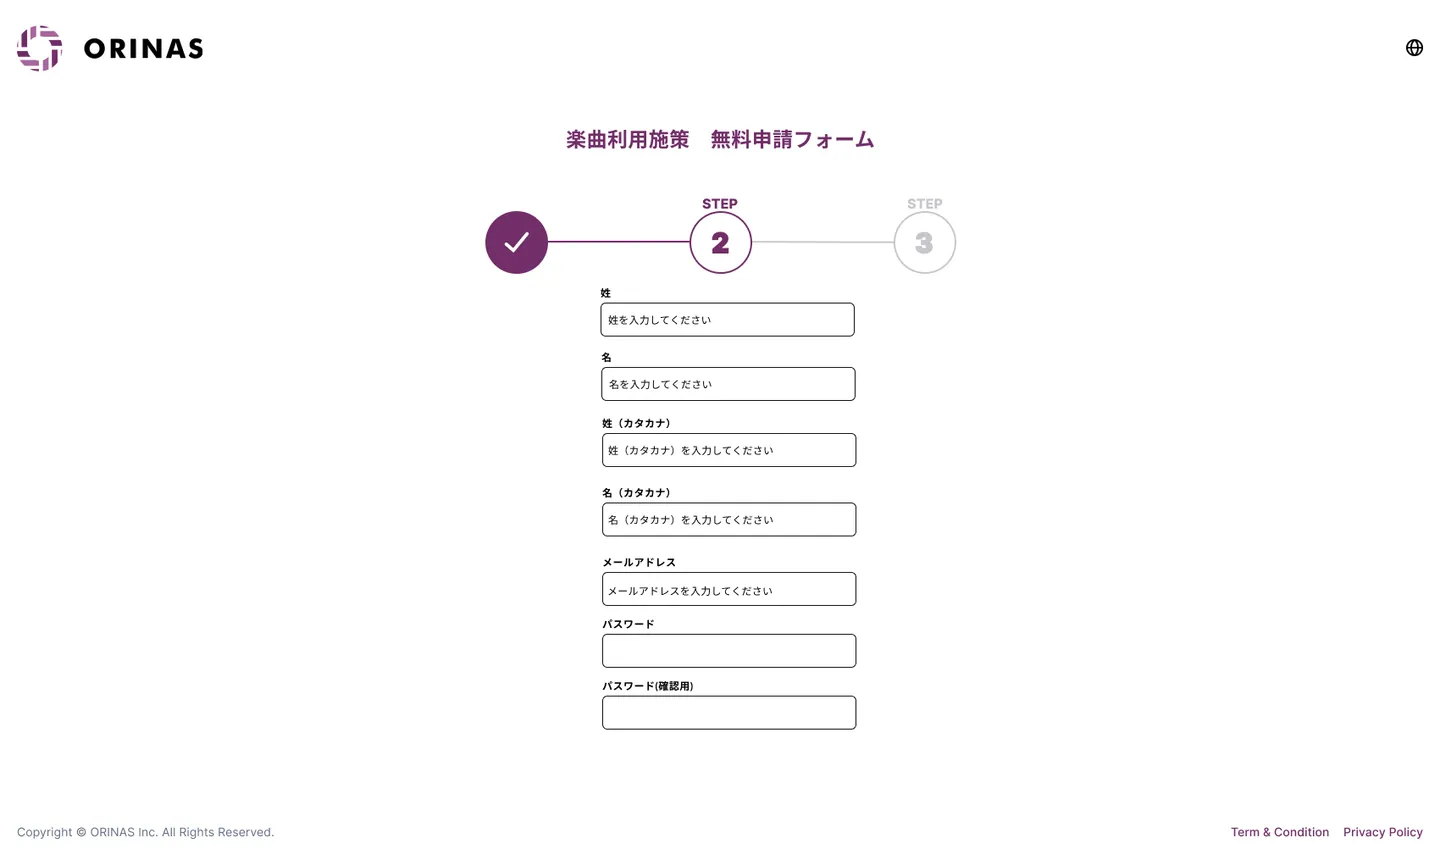 ORINAS
楽曲利用施策　無料申請フォーム
STEP
2
STEP
3
姓
姓を入力してください
名
名を入力してください
姓（カタカナ）
姓（カタカナ）を入力してください
名（カタカナ）
名（カタカナ）を入力してください
メールアドレス
メールアドレスを入力してください
パスワード
パスワード(確認用)
Copyright © ORINAS Inc. All Rights Reserved.
Term & Condition
Privacy Policy